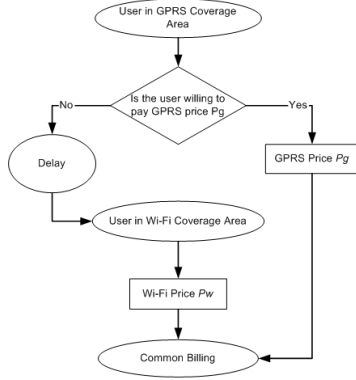 User in GPRS Coverage
Area
Is the user willing to
pay GPRS price Pg
No
Yes
Delay
GPRS Price Pg
User in Wi-Fi Coverage Area
Wi-Fi Price Pw
Common Billing